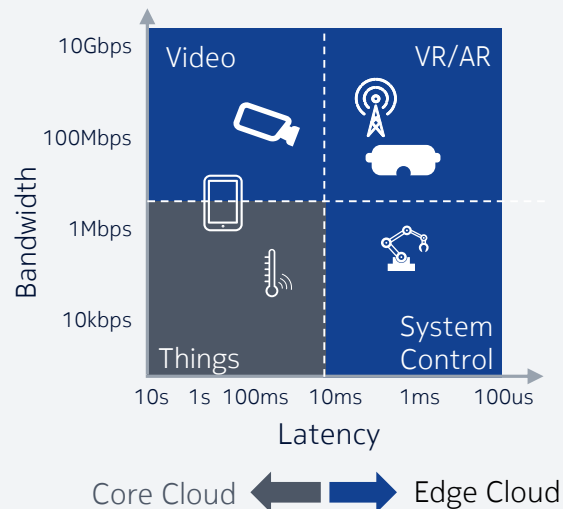 10Gbps
Video
VR/AR
100Mbps
Bandwidth
1Mbps
10kbps
System
Control
Things
10s 1s 100ms 10ms 1ms 100us
Latency
Core Cloud Edge Cloud